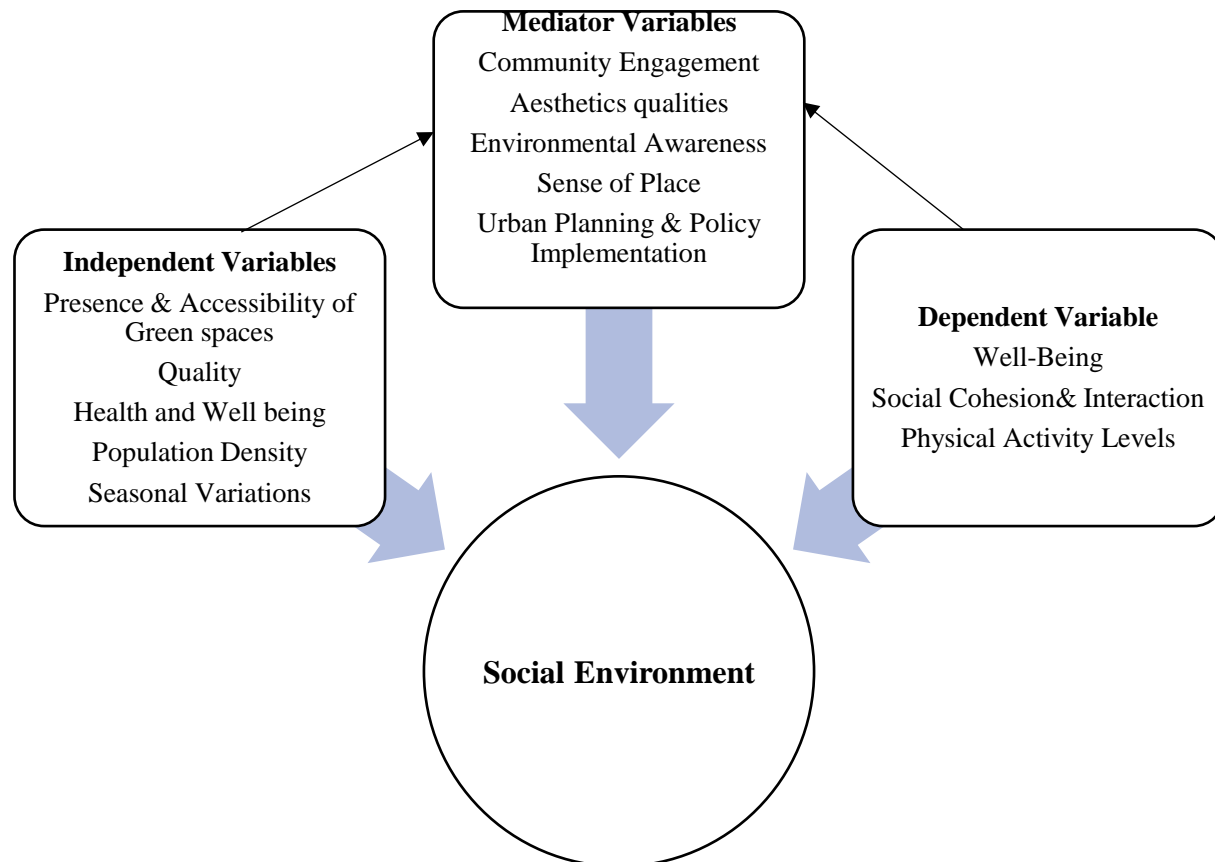 Mediator Variables
Community Engagement
Aesthetics qualities
Environmental Awareness
Sense of Place
Urban Planning & Policy
Implementation
Independent Variables
Presence & Accessibility of
Green spaces
Quality
Health and Well being
Population Density
Seasonal Variations
Dependent Variable
Well-Being
Social Cohesion& Interaction
Physical Activity Levels
Social Environment